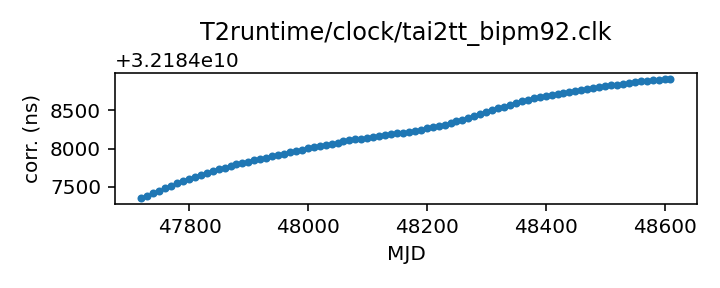 T2runtime/clock/tai2tt_bipm92.clk
+3.2184e10
corr. (ns)
8500
8000
7500
47800 48000 48200 48400 48600
MJD